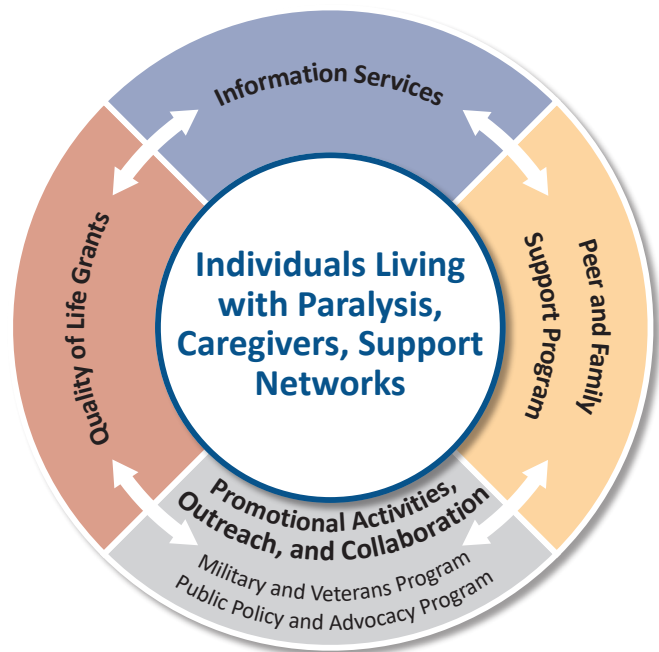 Information Services
Quality of Life Grants
Individuals Living
with Paralysis,
Caregivers, Support
Networks
Peer and Family
Support Program
Promotional Activities,
Outreach, and Collaboration
Military and Veterans Program
Public Policy and Advocacy Program